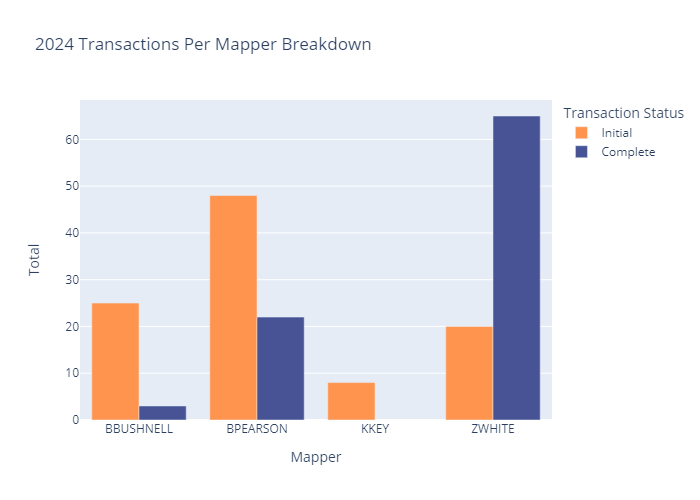 2024 Transactions Per Mapper Breakdown
Transaction Status
Initial
Complete
Total
60
50
40
30
20
10
0
BBUSHNELL BPEARSON KKEY ZWHITE
Mapper